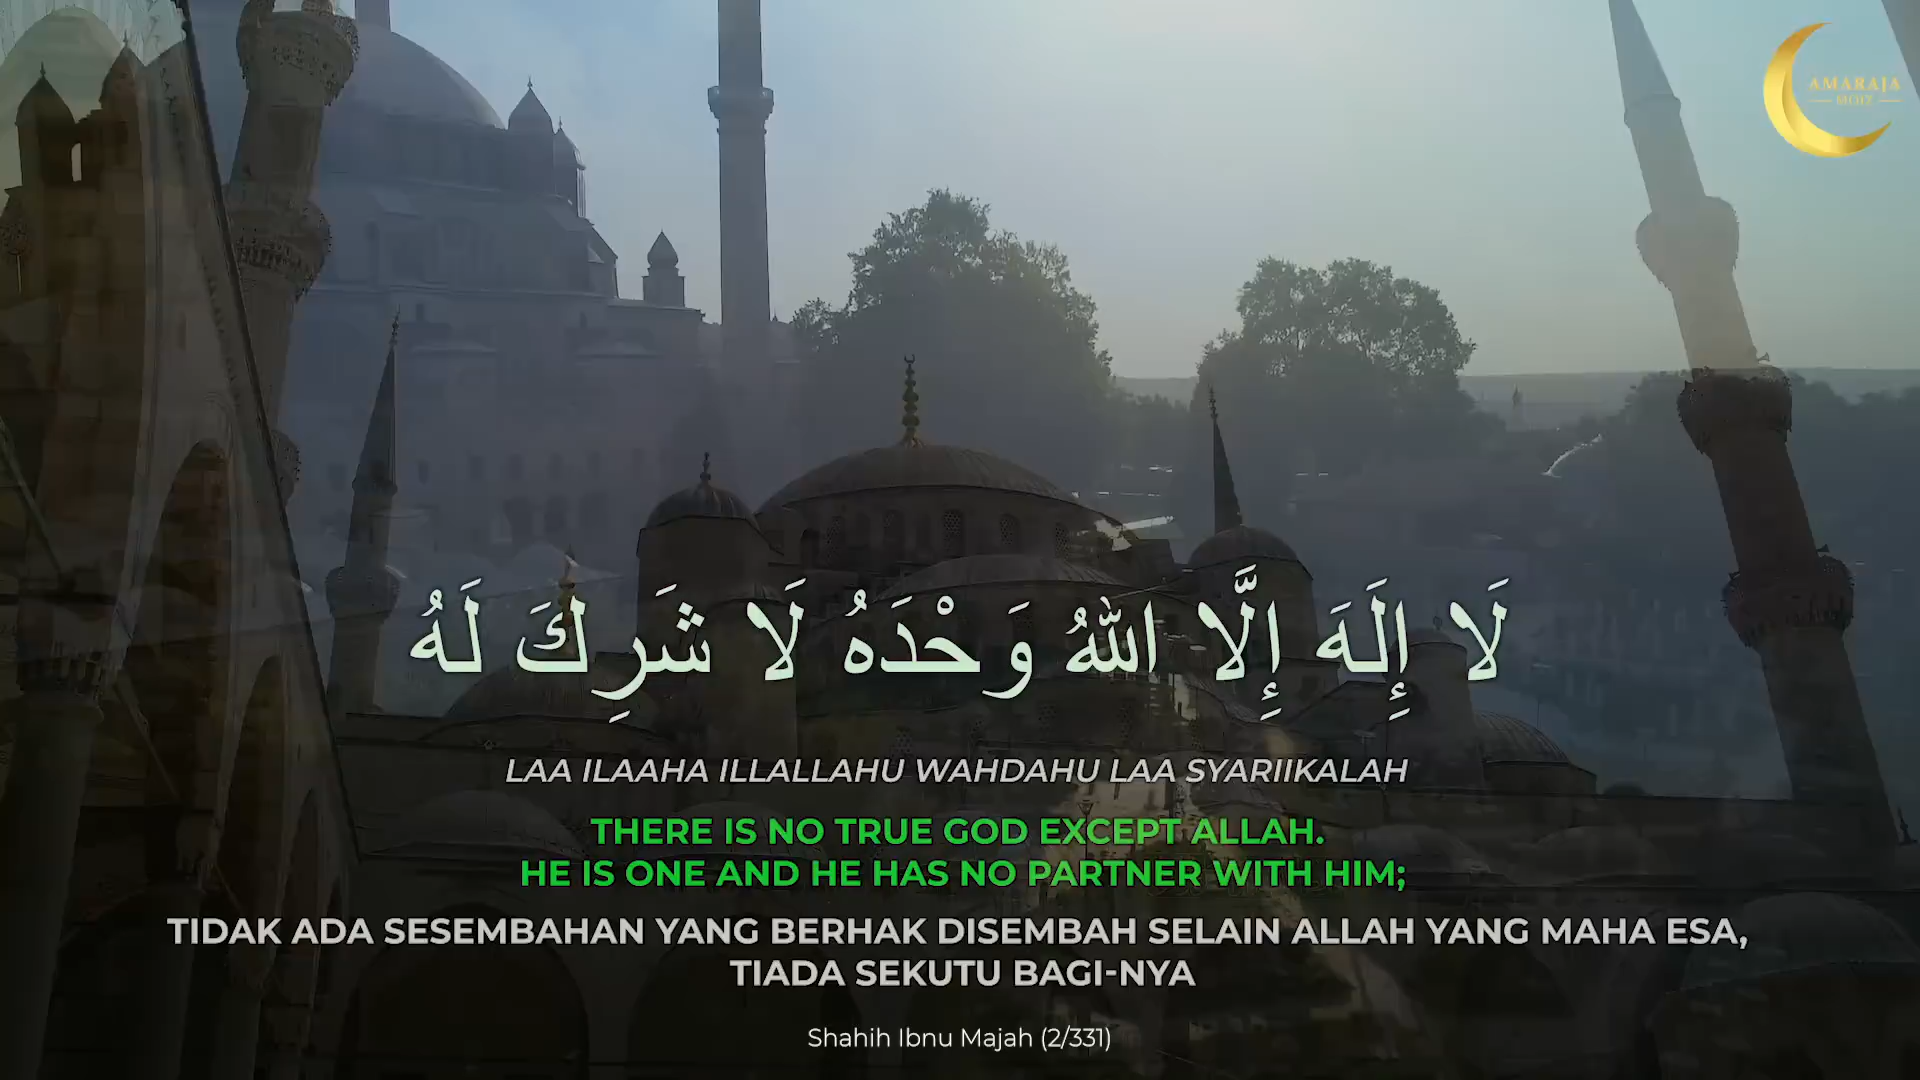 AMARAJA
MOIZ
لَا إِلَهَ إِلَّا اللهُ وَحْدَهُ لَا شَرِكَ لَهُ
LAA ILAAHA ILLALLAHU WAHDAHU LAA SYARIIKALAH
THERE IS NO TRUE GOD EXCEPT ALLAH.
HE IS ONE AND HE HAS NO PARTNER WITH HIM;
TIDAK ADA SESEMBAHAN YANG BERHAK DISEMBAH SELAIN ALLAH YANG MAHA ESA,
TIADA SEKUTU BAGI-NYA
Shahih Ibnu Majah (2/331)